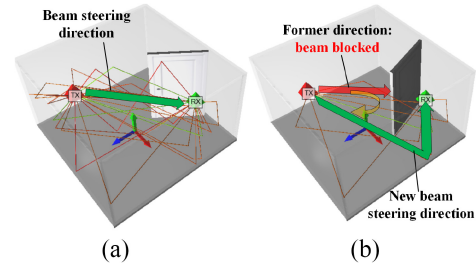 Beam steering
direction
TX
RX
(a)
Former direction:
beam blocked
TX
RX
New beam
steering direction
(b)